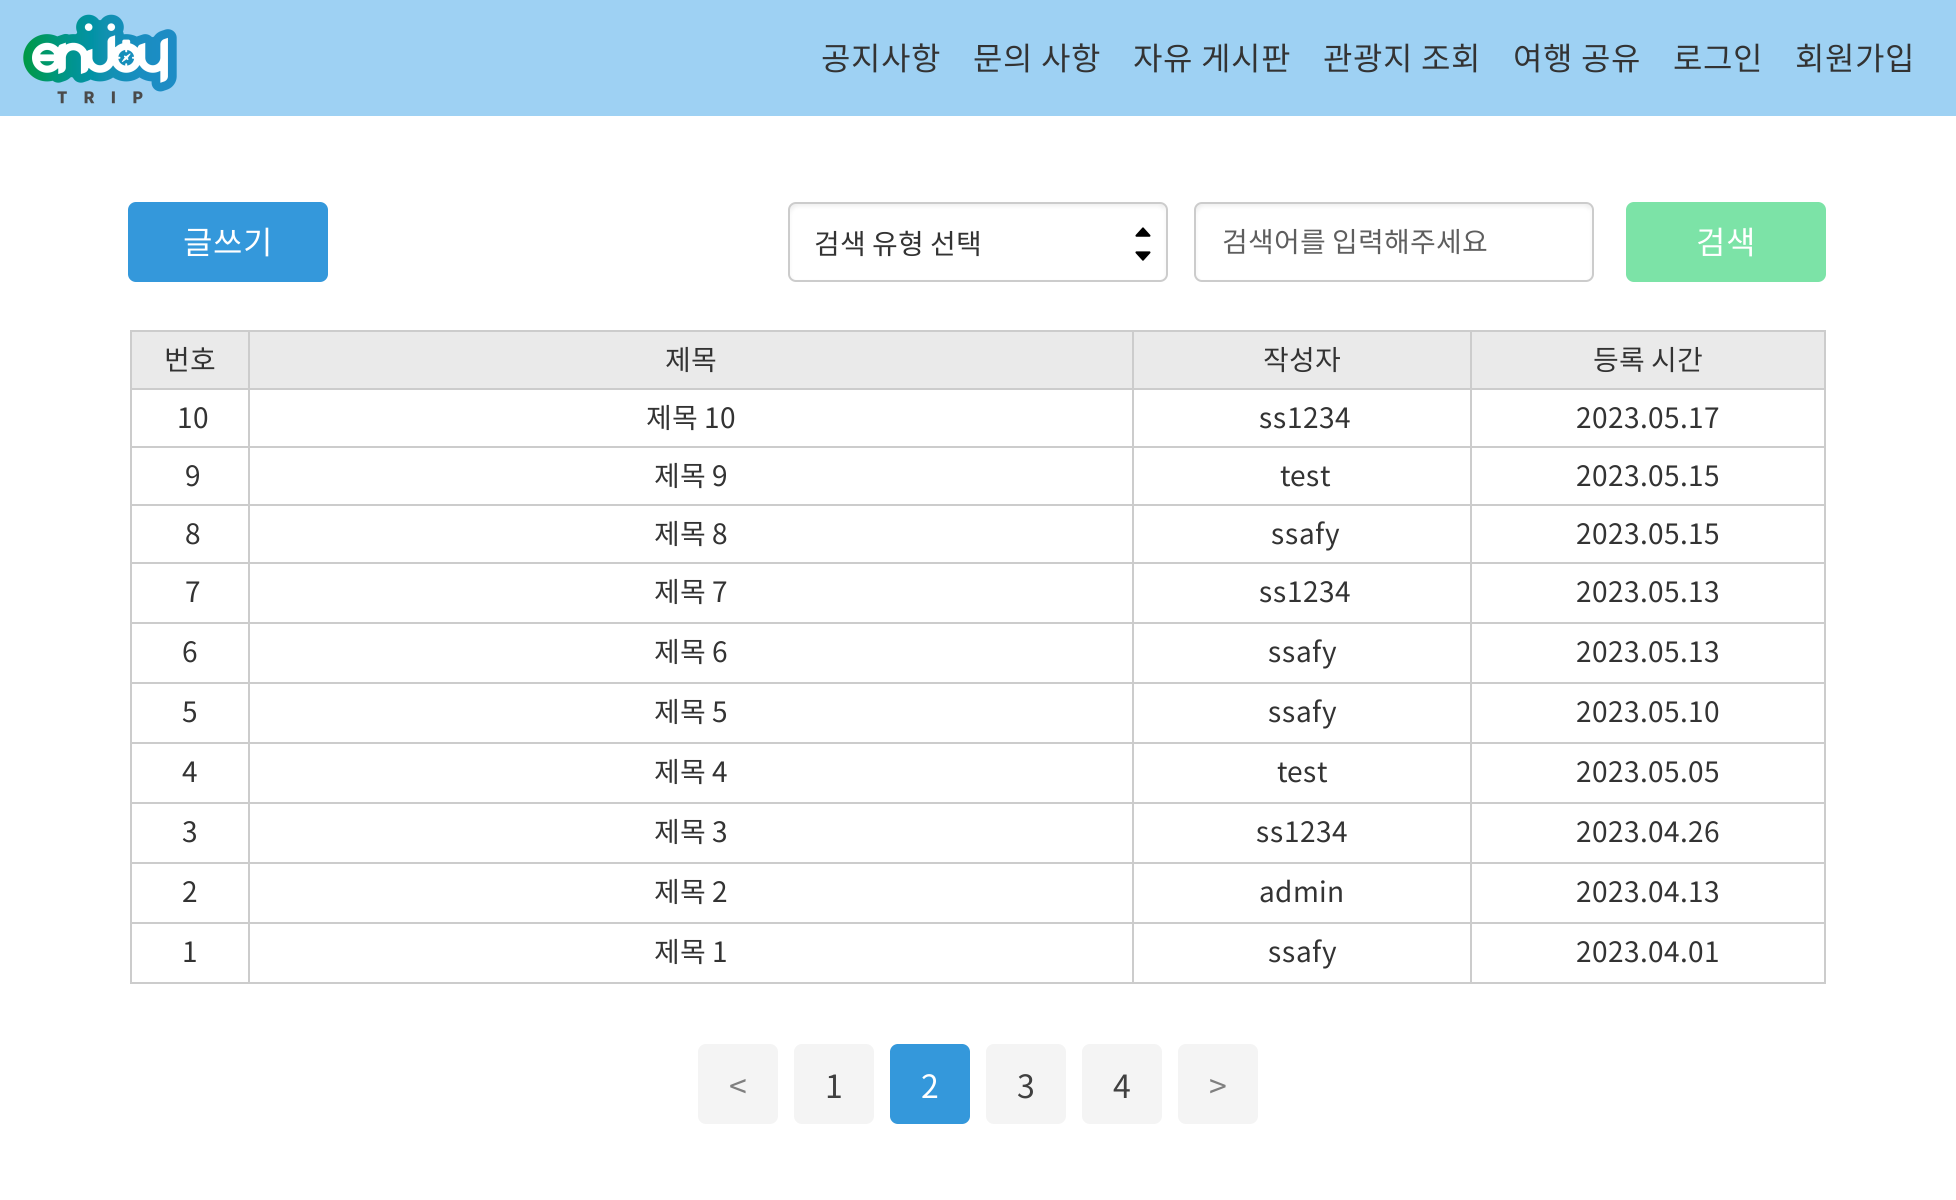 enjoy
TRIP
공지사항 문의 사항 자유 게시판 관광지 조회 여행 공유 로그인 회원가입
글쓰기 검색 유형 선택 검색어를 입력해주세요 검색
번호 제목 작성자 등록 시간
10 제목 10 ss1234 2023.05.17
9 제목 9 test 2023.05.15
8 제목 8 ssafy 2023.05.15
7 제목 7 ss1234 2023.05.13
6 제목 6 ssafy 2023.05.13
5 제목 5 ssafy 2023.05.10
4 제목 4 test 2023.05.05
3 제목 3 ss1234 2023.04.26
2 제목 2 admin 2023.04.13
1 제목 1 ssafy 2023.04.01
< 1 2 3 4 >